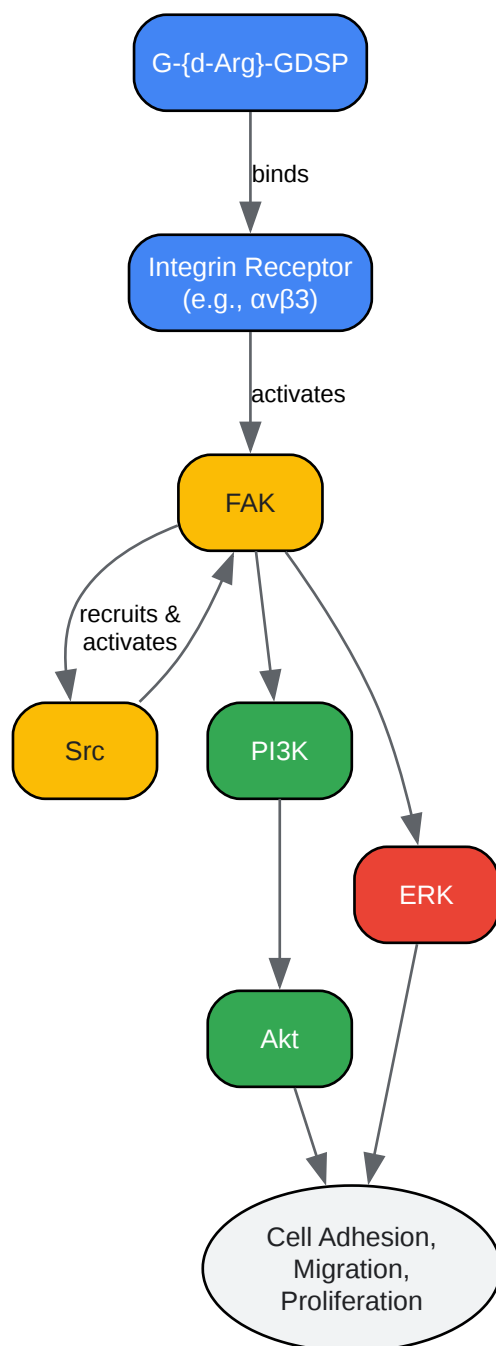 G-{d-Arg}-GDSP
binds
Integrin Receptor
(e.g., αvβ3)
activates
FAK
recruits &
activates
Src
PI3K
ERK
Akt
Cell Adhesion,
Migration,
Proliferation